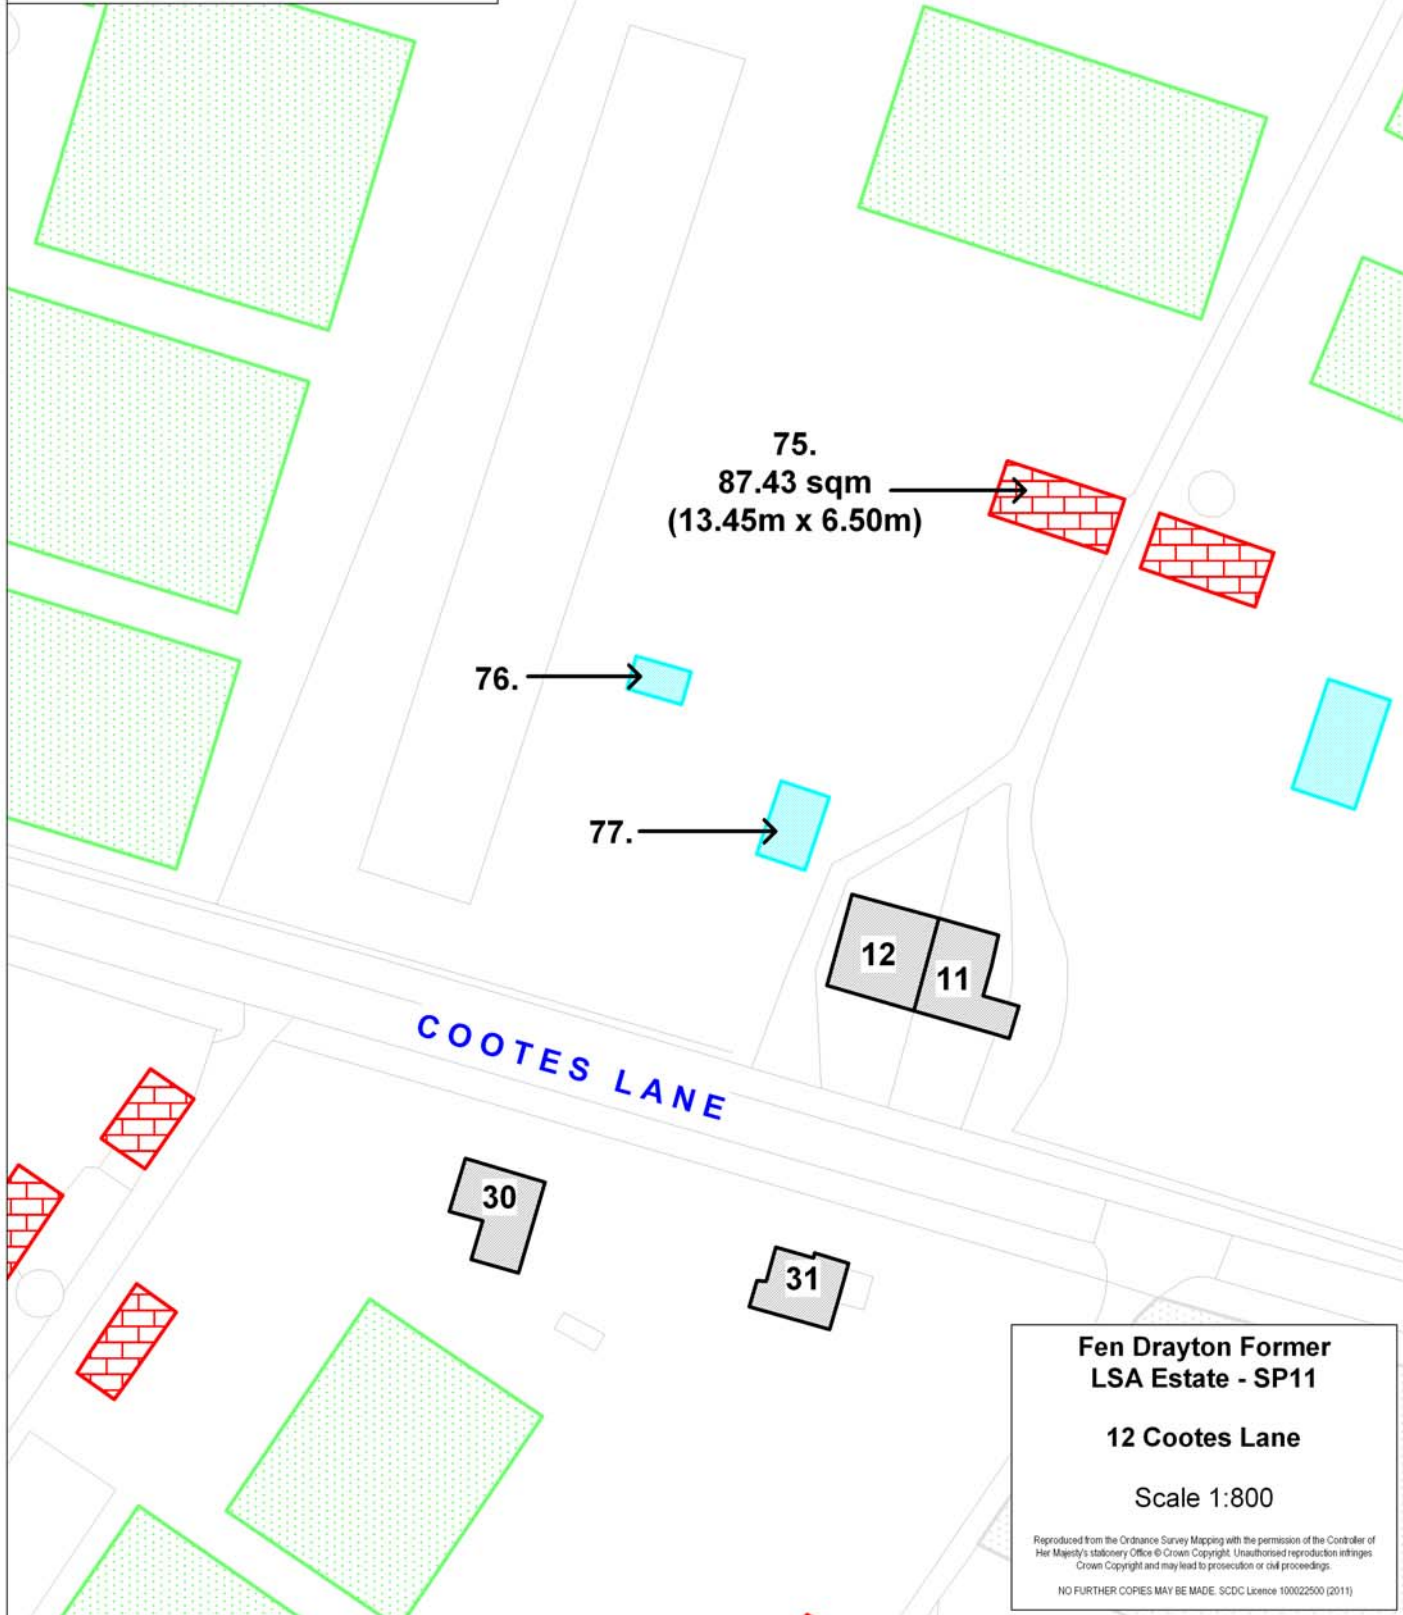 75.
87.43 sqm
(13.45m x 6.50m)
76.
77.
12
11
COOTES LANE
30
31
Fen Drayton Former
LSA Estate - SP11
12 Cootes Lane
Scale 1:800
Reproduced from the Ordnance Survey Mapping with the permission of the Controller of
Her Majesty's stationery Office © Crown Copyright. Unauthorised reproduction infringes
Crown Copyright and may lead to prosecution or civil proceedings.
NO FURTHER COPIES MAY BE MADE. SCDC Licence 100022500 (2011)